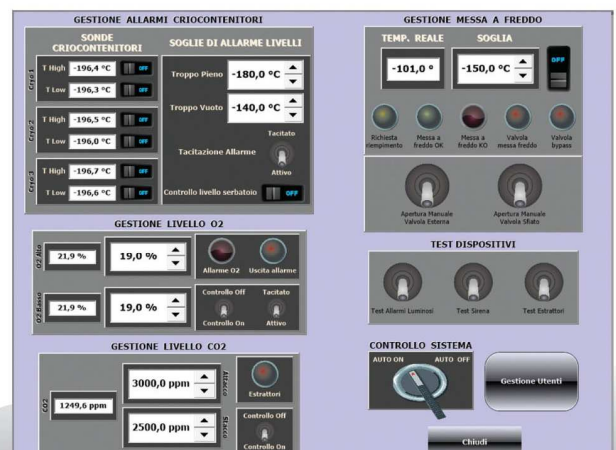 GESTIONE ALLARMI CRIOCONTENITORI
SONDE
CRIOCONTENITORI
Crio 1
T High -196,4 °C OFF
T Low -196,3 °C OFF
Crio 2
T High -196,5 °C OFF
T Low -196,0 °C OFF
Crio 3
T High -196,7 °C OFF
T Low -196,6 °C OFF
SOGLIE DI ALLARME LIVELLI
Troppo Pieno -180,0 °C
Troppo Vuoto -140,0 °C
Tacitato
Tacitazione Allarme
Attivo
Controllo livello serbatoio OFF
GESTIONE LIVELLO O2
O2 Alto
21,9 %
19,0 %
Allarme O2 Uscita allarme
O2 Basso
21,9 %
19,0 %
Controllo Off Tacitato
Controllo On Attivo
GESTIONE LIVELLO CO2
CO2
1249,6 ppm
3000,0 ppm
Attacco
Estrattori
2500,0 ppm
Stacco
Controllo Off
Controllo On
GESTIONE MESSA A FREDDO
TEMP. REALE SOGLIA
-101,0 ° -150,0 °C OFF
Richiesta
riempimento
Messa a
freddo OK
Messa a
freddo KO
Valvola
messa freddo
Valvola
bypass
Apertura Manuale
Valvola Esterna
Apertura Manuale
Valvola Sfiato
TEST DISPOSITIVI
Test Allarmi Luminosi Test Sirena Test Estrattori
CONTROLLO SISTEMA
AUTO ON AUTO OFF
Gestione Utenti
Chiudi